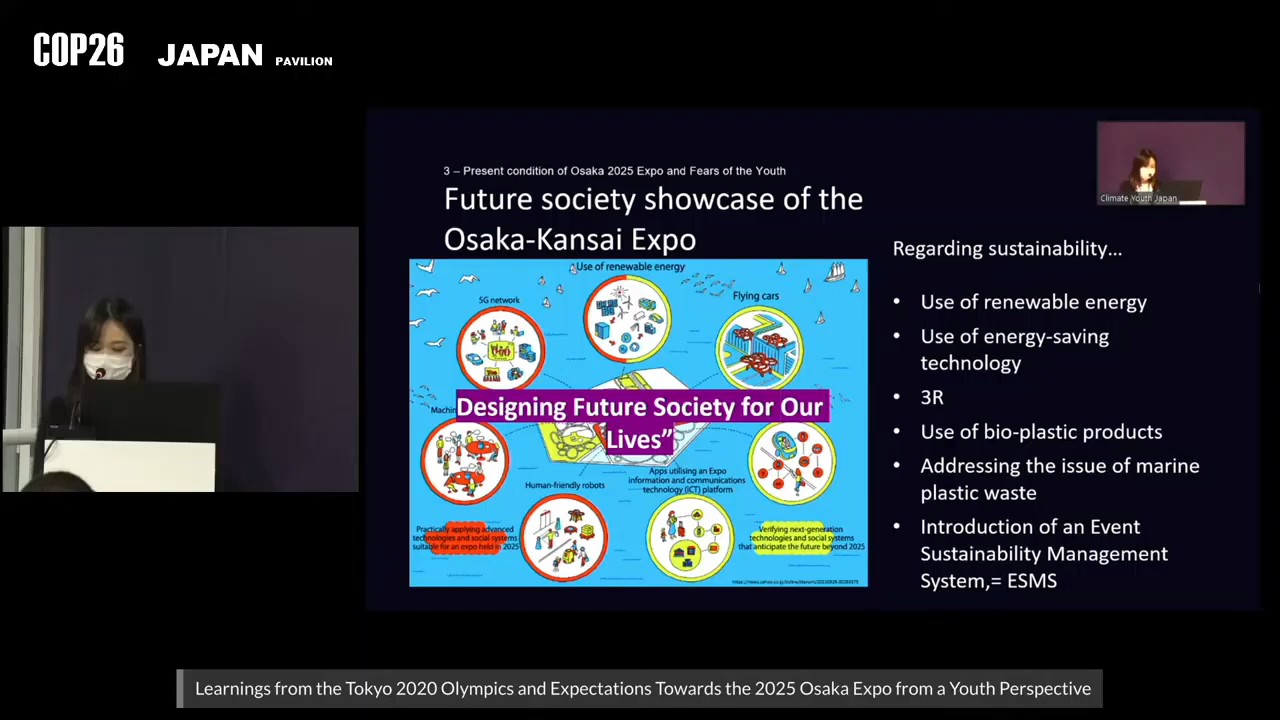 COP26 JAPAN PAVILION
Climate Youth Japan
3 – Present condition of Osaka 2025 Expo and Fears of the Youth
Future society showcase of the
Osaka-Kansai Expo
Use of renewable energy
5G network
Flying cars
Designing Future Society for Our
Lives”
Machin
Human-friendly robots
Apps utilising an Expo
information and communications
technology (ICT) platform
Practically applying advanced
technologies and social systems
suitable for an expo held in 2025
Verifying next-generation
technologies and social systems
that anticipate the future beyond 2025
Regarding sustainability...
• Use of renewable energy
• Use of energy-saving
technology
• 3R
• Use of bio-plastic products
• Addressing the issue of marine
plastic waste
• Introduction of an Event
Sustainability Management
System,= ESMS
Learnings from the Tokyo 2020 Olympics and Expectations Towards the 2025 Osaka Expo from a Youth Perspective